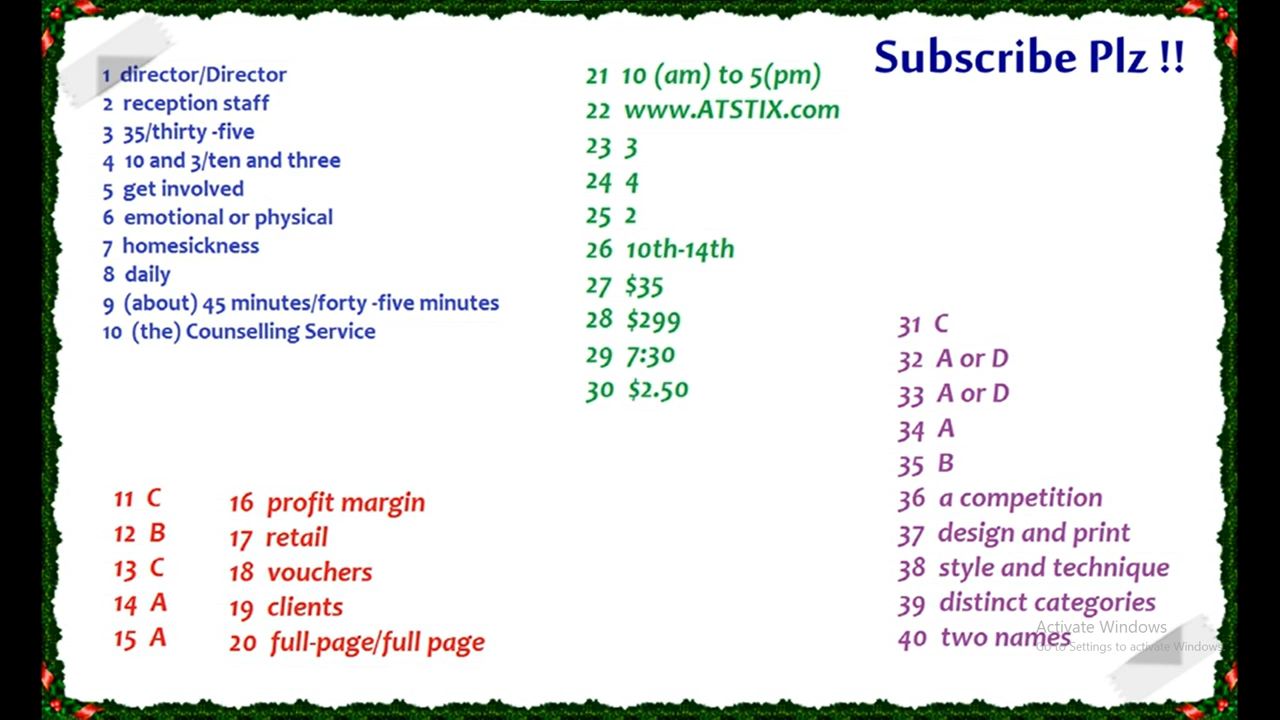 Subscribe Plz !!
1 director/Director
2 reception staff
3 35/thirty -five
4 10 and 3/ten and three
5 get involved
6 emotional or physical
7 homesickness
8 daily
9 (about) 45 minutes/forty -five minutes
10 (the) Counselling Service
11 C
12 B
13 C
14 A
15 A
16 profit margin
17 retail
18 vouchers
19 clients
20 full-page/full page
21 10 (am) to 5(pm)
22 www.ATSTIX.com
23 3
24 4
25 2
26 10th-14th
27 $35
28 $299
29 7:30
30 $2.50
31 C
32 A or D
33 A or D
34 A
35 B
36 a competition
37 design and print
38 style and technique
39 distinct categories
40 two names
Activate Windows
Go to Settings to activate Windows